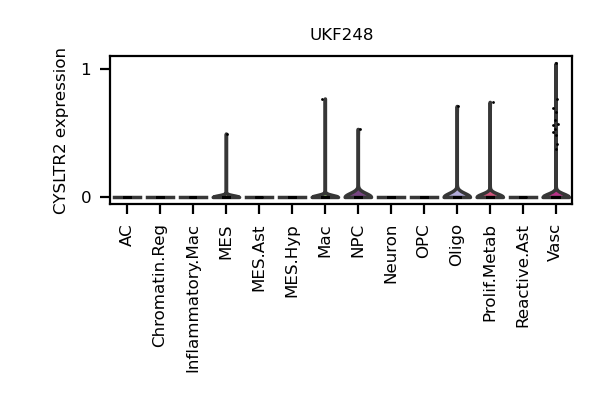 UKF248
CYSLTR2 expression
1
0
AC
Chromatin.Reg
Inflammatory.Mac
MES
MES.Ast
MES.Hyp
Mac
NPC
Neuron
OPC
Oligo
Prolif.Metab
Reactive.Ast
Vasc